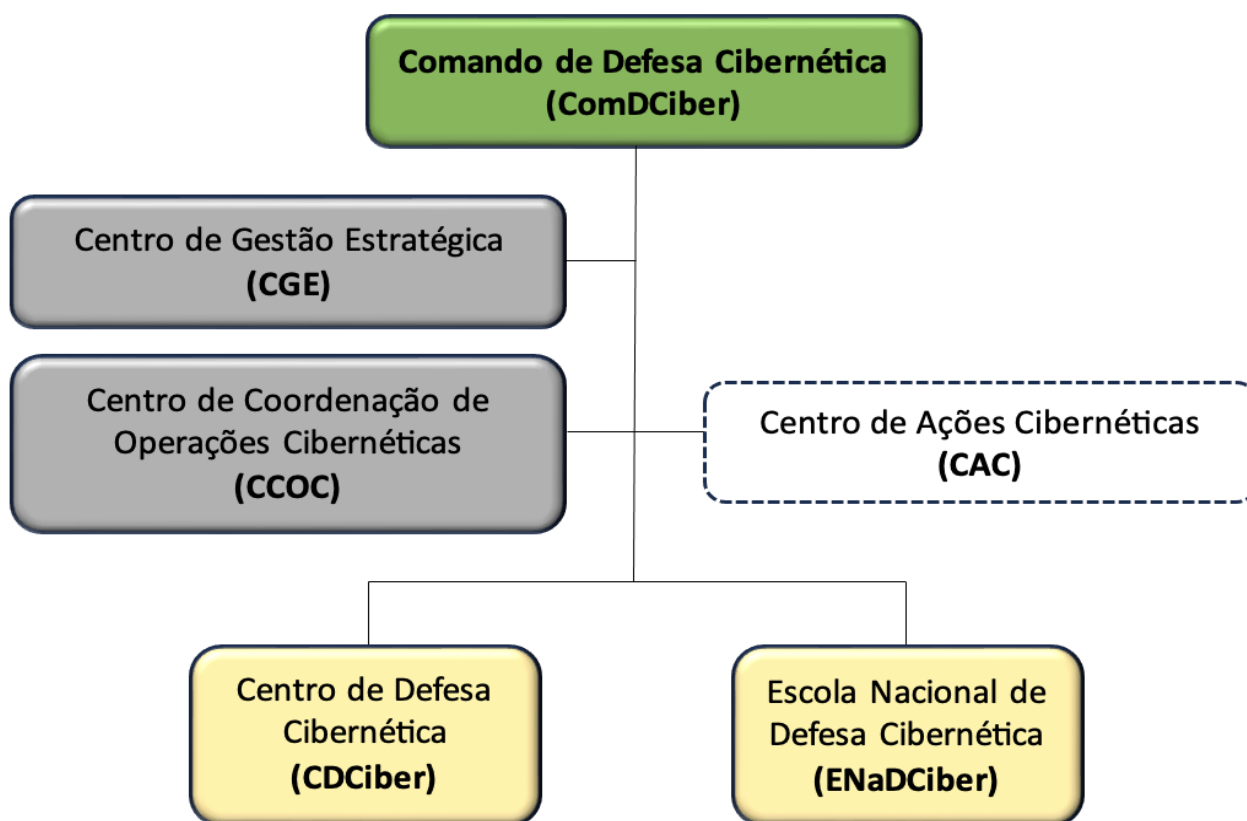 Comando de Defesa Cibernética
(ComDCiber)
Centro de Gestão Estratégica
(CGE)
Centro de Coordenação de
Operações Cibernéticas
(CCOC)
Centro de Ações Cibernéticas
(CAC)
Centro de Defesa
Cibernética
(CDCiber)
Escola Nacional de
Defesa Cibernética
(ENaDCiber)